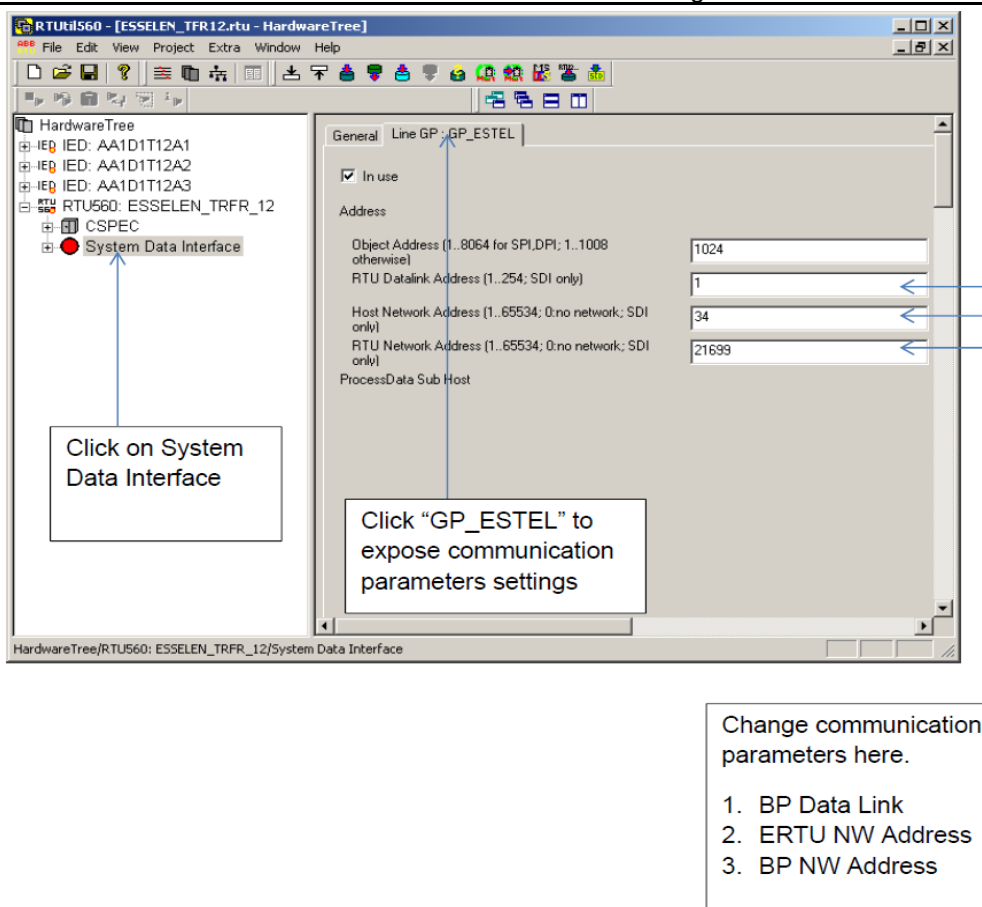 RTUtil560 - [ESSELEN_TFR12.rtu - HardwareTree]
File Edit View Project Extra Window Help
HardwareTree
IED: AA1D1T12A1
IED: AA1D1T12A2
IED: AA1D1T12A3
RTU560: ESSELEN_TRFR_12
CSPEC
System Data Interface
General
Line GP : GP_ESTEL
In use
Address
Object Address (1..8064 for SPI,DPI; 1..1008
otherwise)
1024
RTU Datalink Address (1..254; SDI only)
1
Host Network Address (1..65534; 0:no network; SDI
only)
34
RTU Network Address (1..65534; 0:no network; SDI
only)
21699
ProcessData Sub Host
Click on System
Data Interface
Click “GP_ESTEL” to
expose communication
parameters settings
HardwareTree/RTU560: ESSELEN_TRFR_12/System Data Interface
Change communication
parameters here.
1. BP Data Link
2. ERTU NW Address
3. BP NW Address